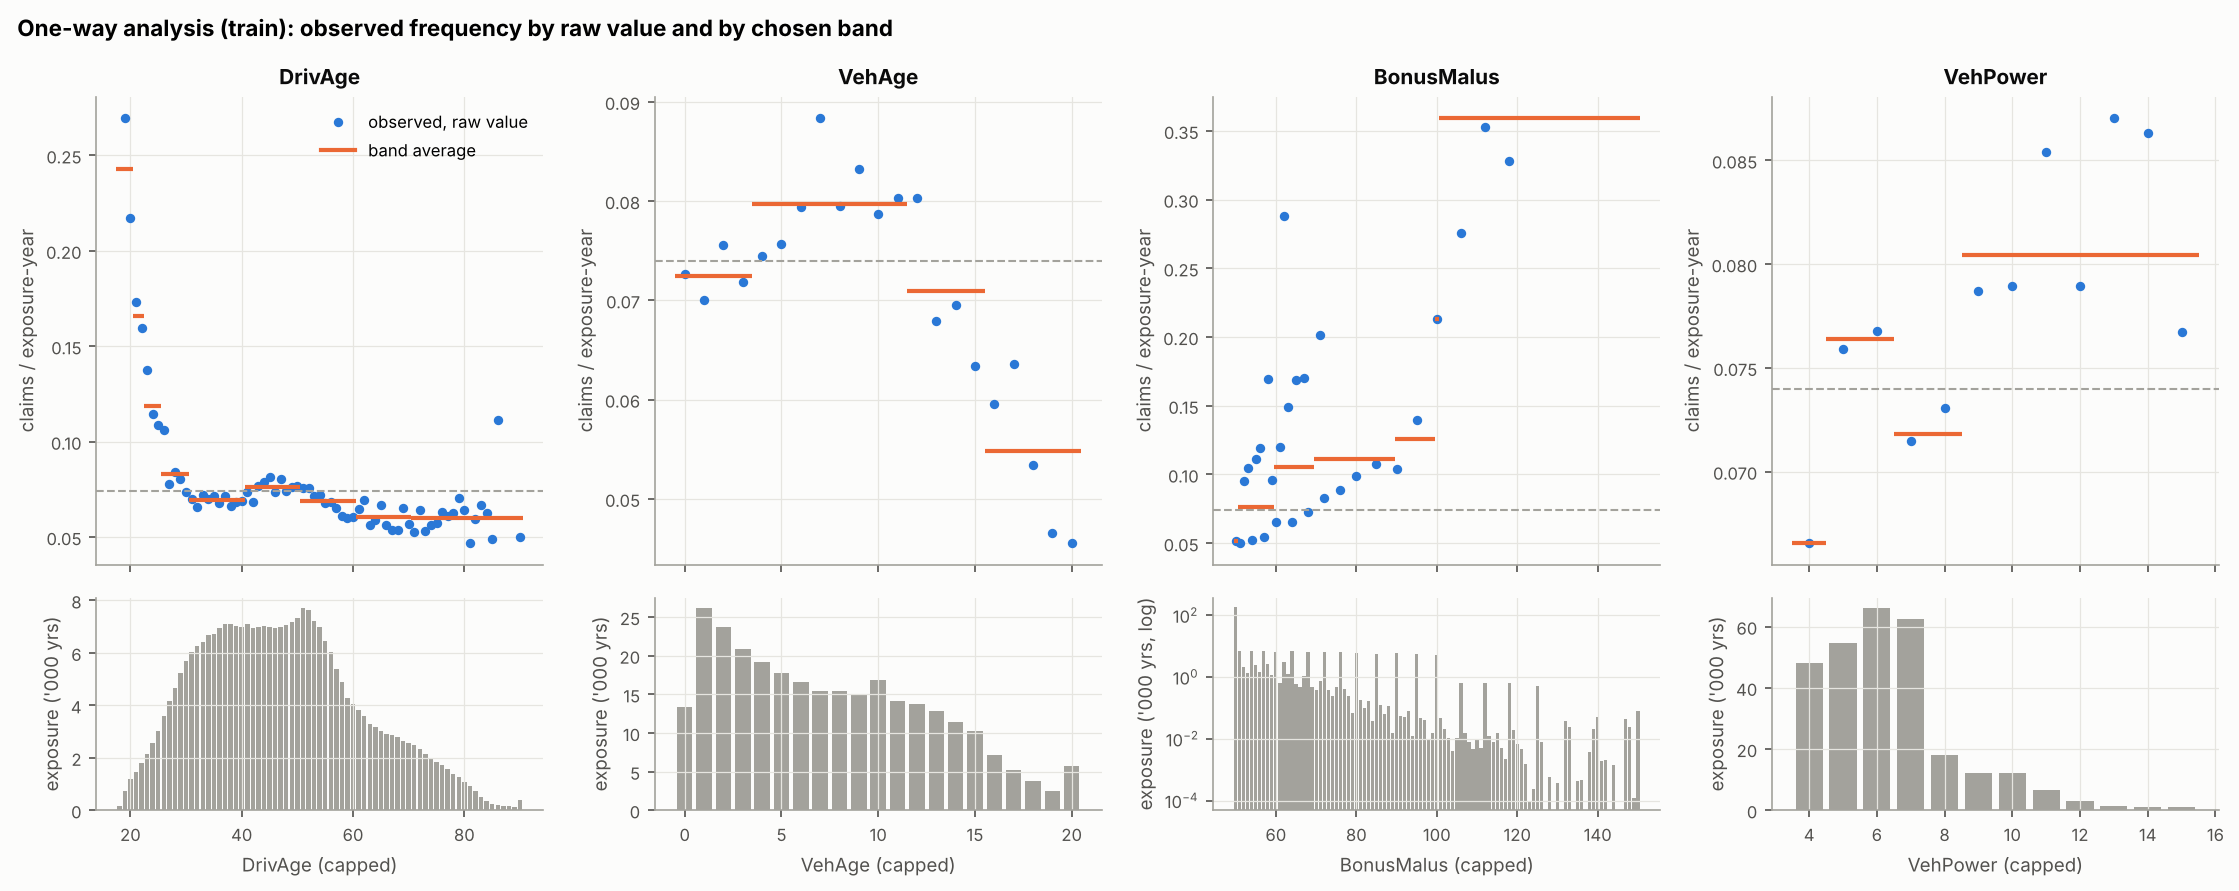 One-way analysis (train): observed frequency by raw value and by chosen band
DrivAge
claims / exposure-year
0.25
0.20
0.15
0.10
0.05
observed, raw value
band average
exposure ('000 yrs)
8
6
4
2
0
20 40 60 80
DrivAge (capped)
VehAge
claims / exposure-year
0.09
0.08
0.07
0.06
0.05
exposure ('000 yrs)
25
20
15
10
5
0
0 5 10 15 20
VehAge (capped)
BonusMalus
claims / exposure-year
0.35
0.30
0.25
0.20
0.15
0.10
0.05
exposure ('000 yrs, log)
10²
10⁰
10⁻²
10⁻⁴
60 80 100 120 140
BonusMalus (capped)
VehPower
claims / exposure-year
0.085
0.080
0.075
0.070
exposure ('000 yrs)
60
40
20
0
4 6 8 10 12 14 16
VehPower (capped)